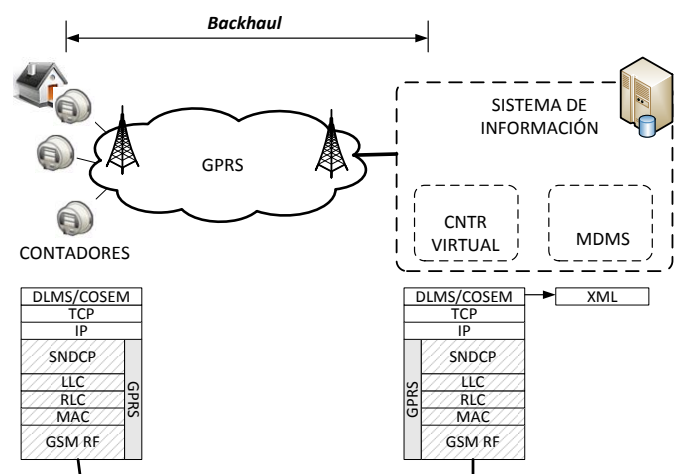 Backhaul
SISTEMA DE
INFORMACIÓN
GPRS
CNTR
VIRTUAL
MDMS
CONTADORES
DLMS/COSEM
TCP
IP
SNDCP
LLC
RLC
MAC
GSM RF
GPRS
DLMS/COSEM
XML
TCP
IP
GPRS
SNDCP
LLC
RLC
MAC
GSM RF